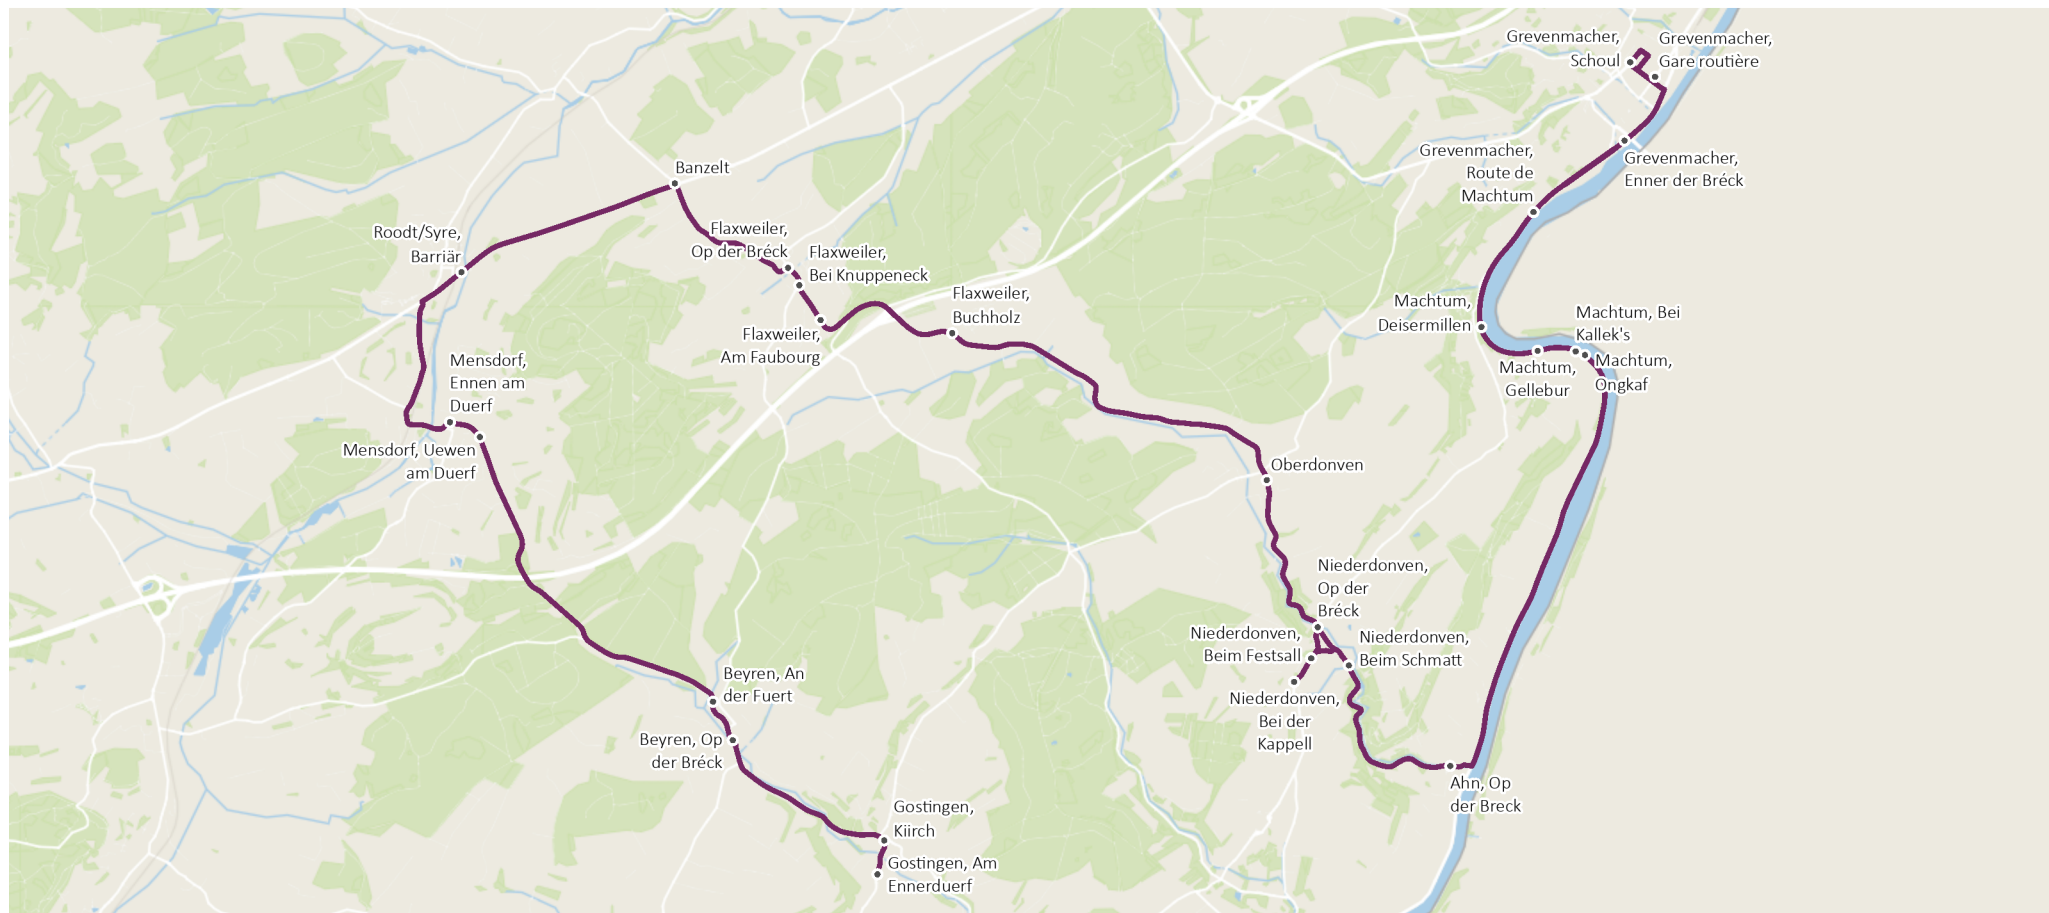 Grevenmacher,
Schoul
Grevenmacher,
Gare routière
Grevenmacher,
Enner der Bréck
Grevenmacher,
Route de
Machtum
Banzelt
Roodt/Syre,
Barriär
Flaxweiler,
Op der Bréck
Flaxweiler,
Bei Knuppeneck
Flaxweiler,
Buchholz
Flaxweiler,
Am Faubourg
Machtum,
Deisermillen
Machtum, Bei
Kallek's
Machtum,
Ongkaf
Machtum,
Gellebur
Mensdorf,
Ennen am
Duerf
Mensdorf, Uewen
am Duerf
Oberdonven
Niederdonven,
Op der
Bréck
Niederdonven,
Beim Festsall
Niederdonven,
Beim Schmatt
Niederdonven,
Bei der
Kappell
Beyren, An
der Fuert
Beyren, Op
der Bréck
Ahn, Op
der Breck
Gostingen,
Kiirch
Gostingen, Am
Ennerduerf